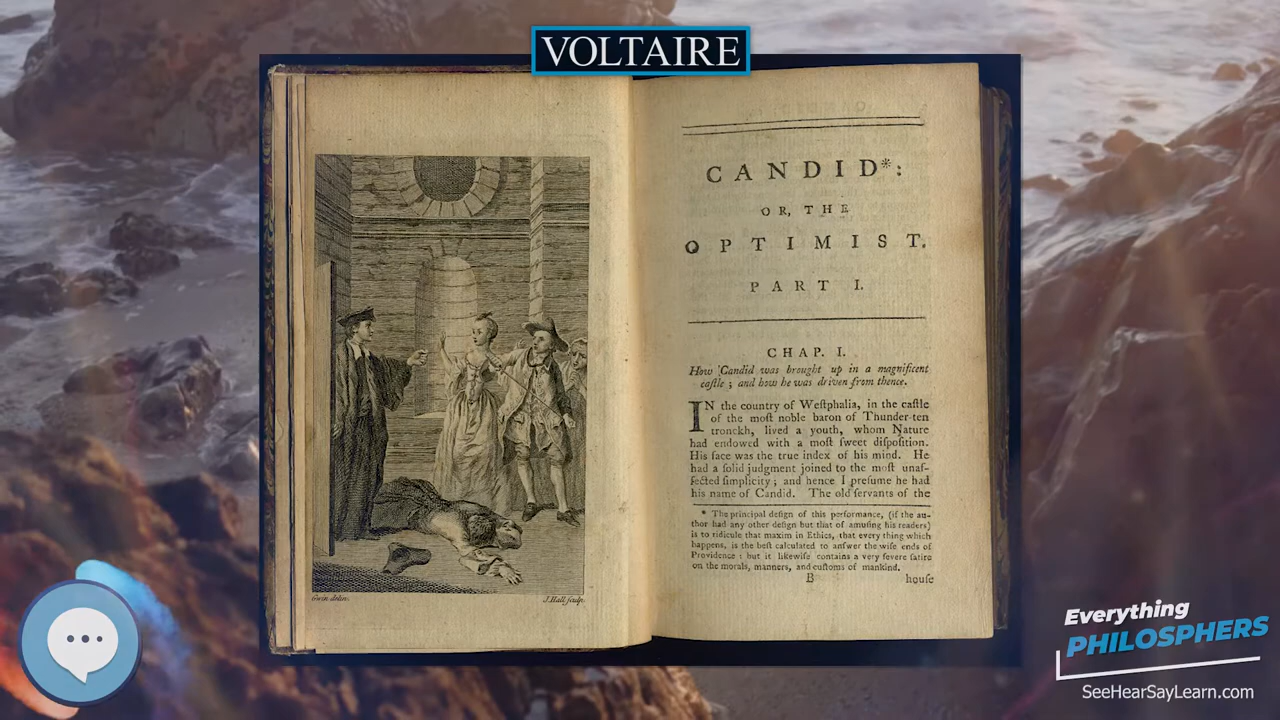 VOLTAIRE
Gwin delin.
J. Hall sculp.
CANDID*:
OR, THE
OPTIMIST.
PART I.
CHAP. I.
How Candid was brought up in a magnificent
caſtle; and how he was driven from thence.
IN the country of Weſtphalia, in the caſtle
of the moſt noble baron of Thunder-ten
tronckh, lived a youth, whom Nature
had endowed with a moſt ſweet diſpoſition.
His face was the true index of his mind. He
had a ſolid judgment joined to the moſt unaf-
fected ſimplicity; and hence I preſume he had
his name of Candid. The old ſervants of the
* The principal deſign of this performance, (if the au-
thor had any other deſign but that of amuſing his readers)
is to ridicule that maxim in Ethics, that every thing which
happens, is the beſt calculated to anſwer the wiſe ends of
Providence: but it likewiſe contains a very ſevere ſatire
on the morals, manners, and cuſtoms of mankind.
B
houſe
Everything
PHILOSPHERS
SeeHearSayLearn.com